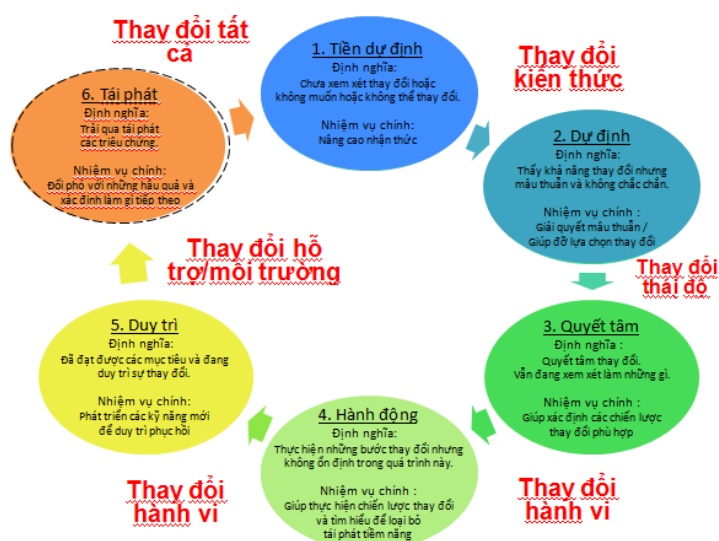 Thay đổi tất
cả
1. Tiền dự định
Định nghĩa:
Chưa xem xét thay đổi hoặc
không muốn hoặc không thể thay đổi.
Nhiệm vụ chính:
Nâng cao nhận thức
Thay đổi
kiên thức
2. Dự định
Định nghĩa:
Thấy khả năng thay đổi nhưng
mâu thuẫn và không chắc chắn.
Nhiệm vụ chính :
Giải quyết mâu thuẫn /
Giúp đỡ lựa chọn thay đổi
Thay đổi
thái độ
3. Quyết tâm
Định nghĩa :
Quyết tâm thay đổi.
Vẫn đang xem xét làm những gì.
Nhiệm vụ chính :
Giúp xác định các chiến lược
thay đổi phù hợp
Thay đổi
hành vi
4. Hành động
Định nghĩa:
Thực hiện những bước thay đổi nhưng
không ổn định trong quá trình này.
Nhiệm vụ chính :
Giúp thực hiện chiến lược thay đổi
và tìm hiểu để loại bỏ
tái phát tiềm năng
Thay đổi
hành vi
5. Duy trì
Định nghĩa:
Đã đạt được các mục tiêu và đang
duy trì sự thay đổi.
Nhiệm vụ chính:
Phát triển các kỹ năng mới
để duy trì phục hồi
Thay đổi hỗ
trợ/môi trường
6. Tái phát
Định nghĩa:
Trải qua tái phát
các triệu chứng.
Nhiệm vụ chính:
Đối phó với những hậu quả và
xác định làm gì tiếp theo